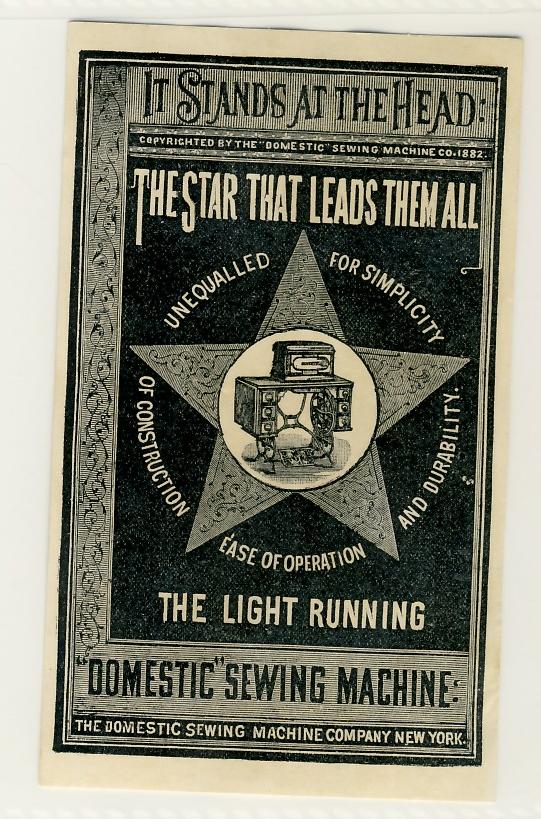 IT STANDS AT THE HEAD:
COPYRIGHTED BY THE "DOMESTIC" SEWING MACHINE CO. 1882.
THE STAR THAT LEADS THEM ALL
UNEQUALLED
FOR SIMPLICITY
OF CONSTRUCTION
EASE OF OPERATION
AND DURABILITY.
THE LIGHT RUNNING
"DOMESTIC" SEWING MACHINE:
THE DOMESTIC SEWING MACHINE COMPANY NEW YORK.